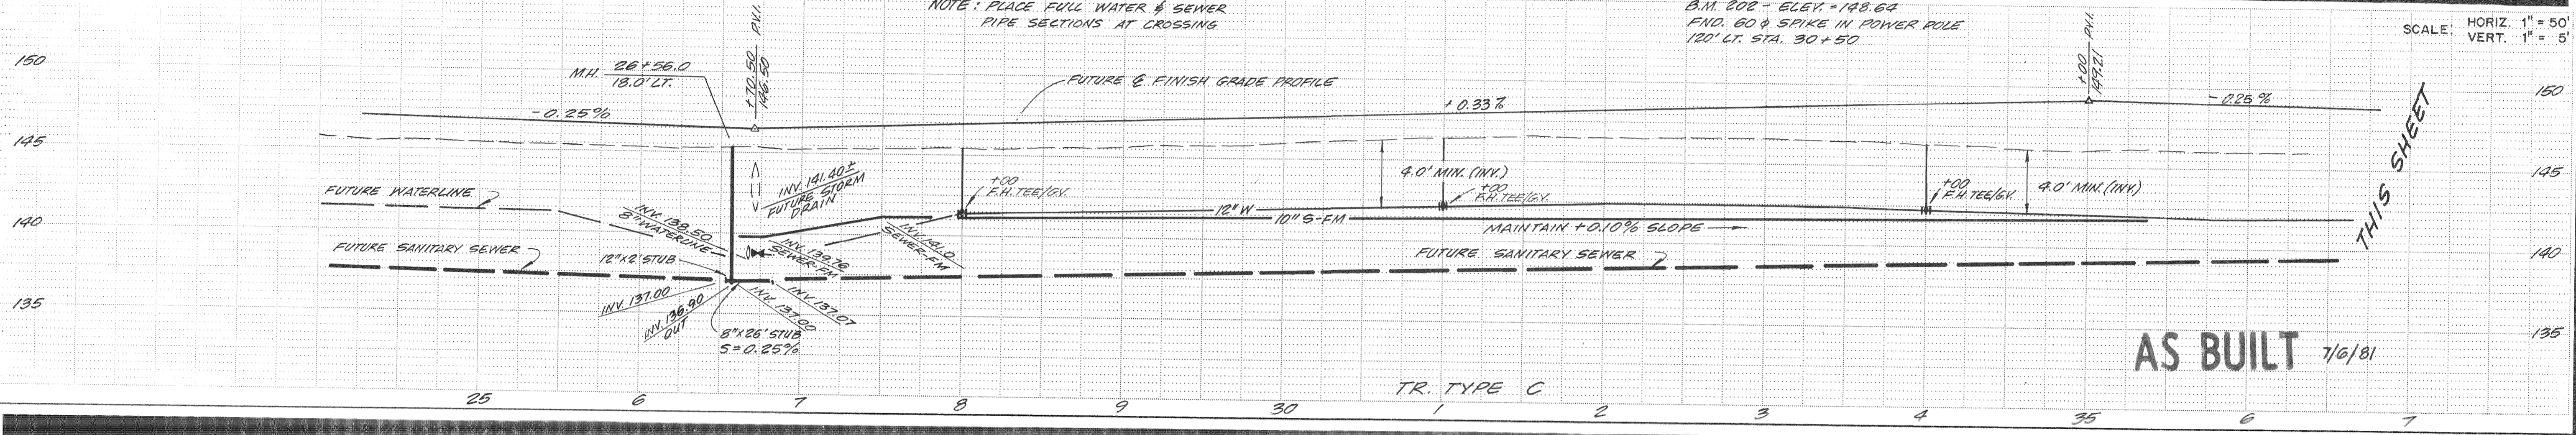 NOTE: PLACE FULL WATER & SEWER
PIPE SECTIONS AT CROSSING
B.M. 202 - ELEV. = 148.64
FND. 60 ϕ SPIKE IN POWER POLE
120' LT. STA. 30+50
SCALE: HORIZ. 1" = 50'
VERT. 1" = 5'
150
145
140
135
M.H. 26+56.0
18.0' LT.
+70.50 P.V.I.
146.50
FUTURE ℄ FINISH GRADE PROFILE
-0.25%
+0.33%
+00 P.V.I.
149.21
-0.25%
150
145
140
135
THIS SHEET
FUTURE WATERLINE
INV. 138.50
8" WATERLINE
INV. 141.40±
FUTURE STORM
DRAIN
+00
F.H. TEE/G.V.
4.0' MIN. (INV.)
+00
F.H. TEE/G.V.
+00
F.H. TEE/G.V.
4.0' MIN. (INV.)
12" W
10" S-FM
MAINTAIN +0.10% SLOPE
FUTURE SANITARY SEWER
12"X2' STUB
INV. 139.76
SEWER-FM
INV. 141.0
SEWER-FM
FUTURE SANITARY SEWER
INV. 137.00
INV. 136.90
OUT
INV. 137.00
INV. 137.07
8"X26' STUB
S=0.25%
AS BUILT 7/6/81
TR. TYPE C
25 6 7 8 9 30 1 2 3 4 35 6 7